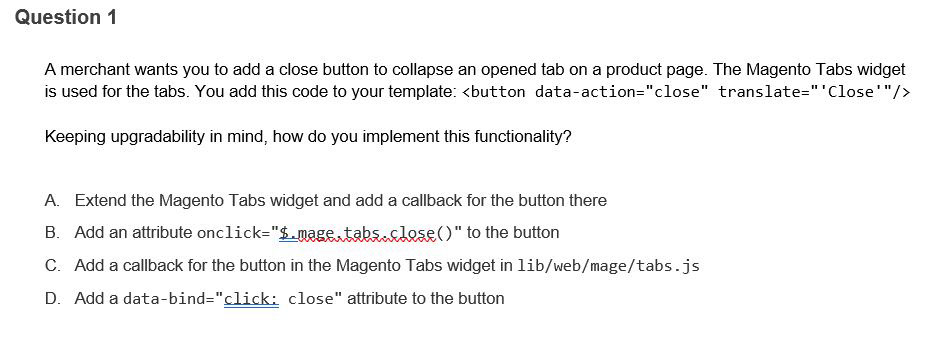 Question 1
A merchant wants you to add a close button to collapse an opened tab on a product page. The Magento Tabs widget
is used for the tabs. You add this code to your template: <button data-action="close" translate="'Close'"/>
Keeping upgradability in mind, how do you implement this functionality?
A. Extend the Magento Tabs widget and add a callback for the button there
B. Add an attribute onclick="$.mage.tabs.close()" to the button
C. Add a callback for the button in the Magento Tabs widget in lib/web/mage/tabs.js
D. Add a data-bind="click: close" attribute to the button